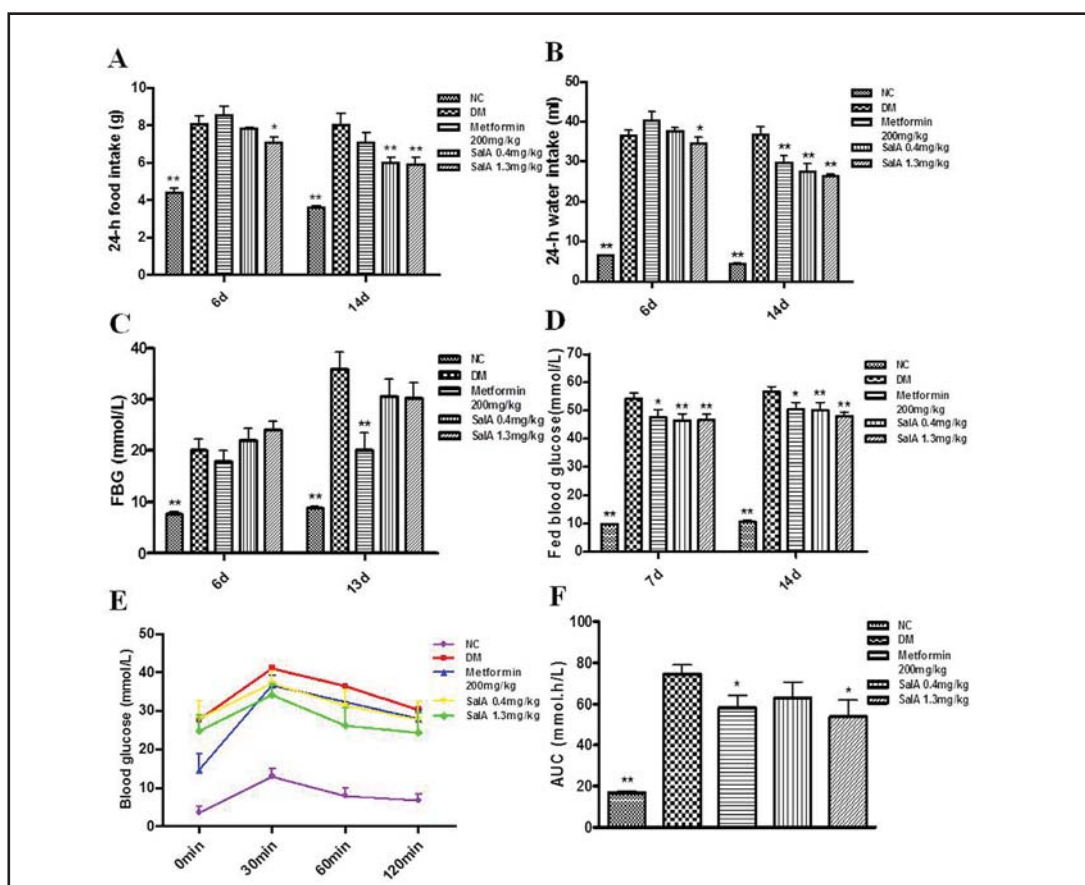 A
24-h food intake (g)
10
8
6
4
2
0
**
*
**
** **
6d
14d
NC
DM
Metformin
200mg/kg
SalA 0.4mg/kg
SalA 1.3mg/kg
B
24-h water intake (ml)
50
40
30
20
10
0
**
*
**
** ** **
6d
14d
NC
DM
Metformin
200mg/kg
SalA 0.4mg/kg
SalA 1.3mg/kg
C
FBG (mmol/L)
40
30
20
10
0
**
**
**
6d
13d
NC
DM
Metformin
200mg/kg
SalA 0.4mg/kg
SalA 1.3mg/kg
D
Fed blood glucose(mmol/L)
70
60
50
40
30
20
10
0
**
* ** **
**
* ** **
7d
14d
NC
DM
Metformin
200mg/kg
SalA 0.4mg/kg
SalA 1.3mg/kg
E
Blood glucose (mmol/L)
50
40
30
20
10
0
0min
30min
60min
120min
NC
DM
Metformin
200mg/kg
SalA 0.4mg/kg
SalA 1.3mg/kg
F
AUC (mmol.h/L)
100
80
60
40
20
0
**
*
*
NC
DM
Metformin
200mg/kg
SalA 0.4mg/kg
SalA 1.3mg/kg